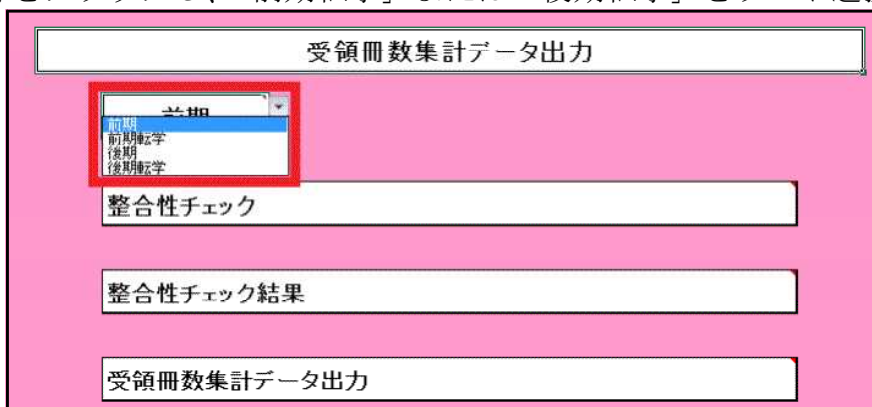 受領冊数集計データ出力
前期
前期
前期転学
後期
後期転学
整合性チェック
整合性チェック結果
受領冊数集計データ出力